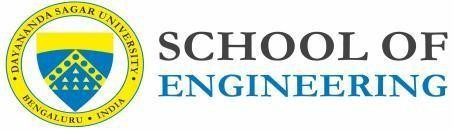 DAYANANDA SAGAR UNIVERSITY
BENGALURU • INDIA
SCHOOL OF
ENGINEERING